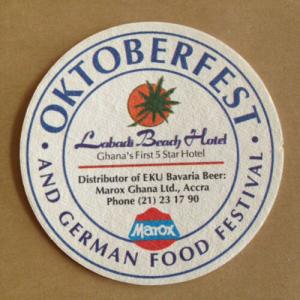 • OKTOBERFEST •
Labadi Beach Hotel
Ghana's First 5 Star Hotel
Distributor of EKU Bavaria Beer:
Marox Ghana Ltd., Accra
Phone (21) 23 17 90
Marox
AND GERMAN FOOD FESTIVAL